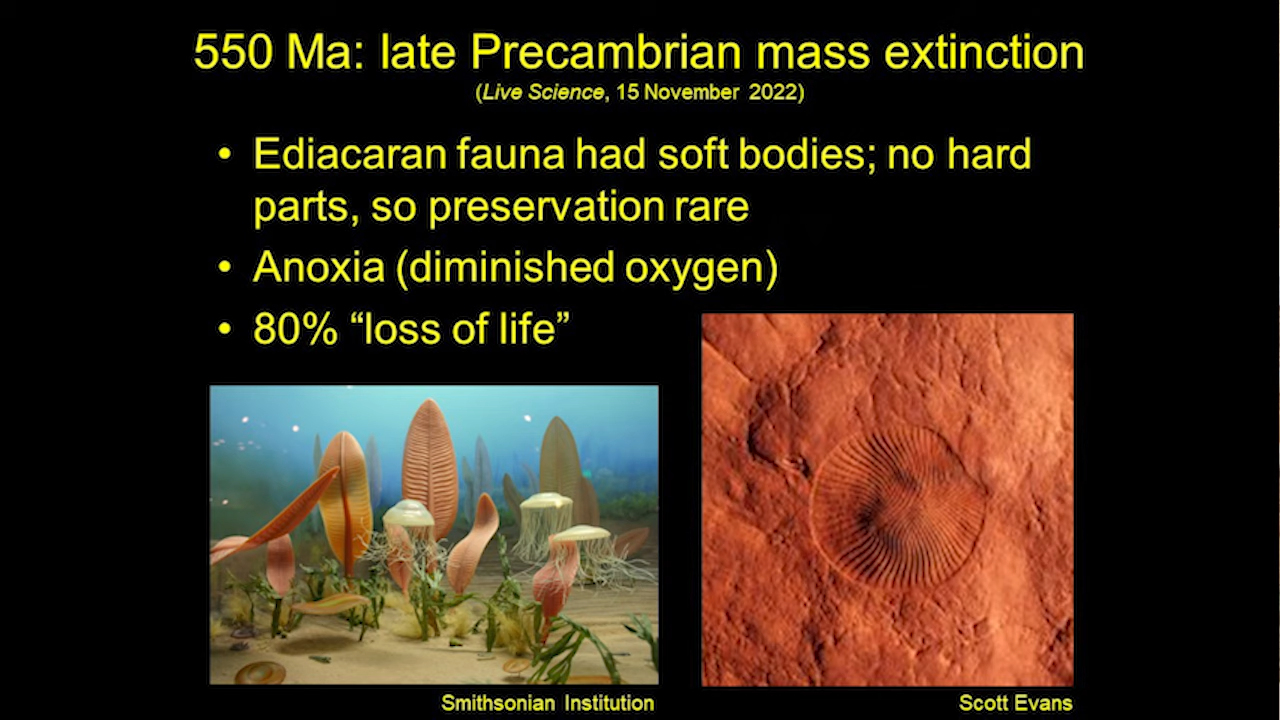 550 Ma: late Precambrian mass extinction
(Live Science, 15 November 2022)
• Ediacaran fauna had soft bodies; no hard
parts, so preservation rare
• Anoxia (diminished oxygen)
• 80% “loss of life”
Smithsonian Institution
Scott Evans